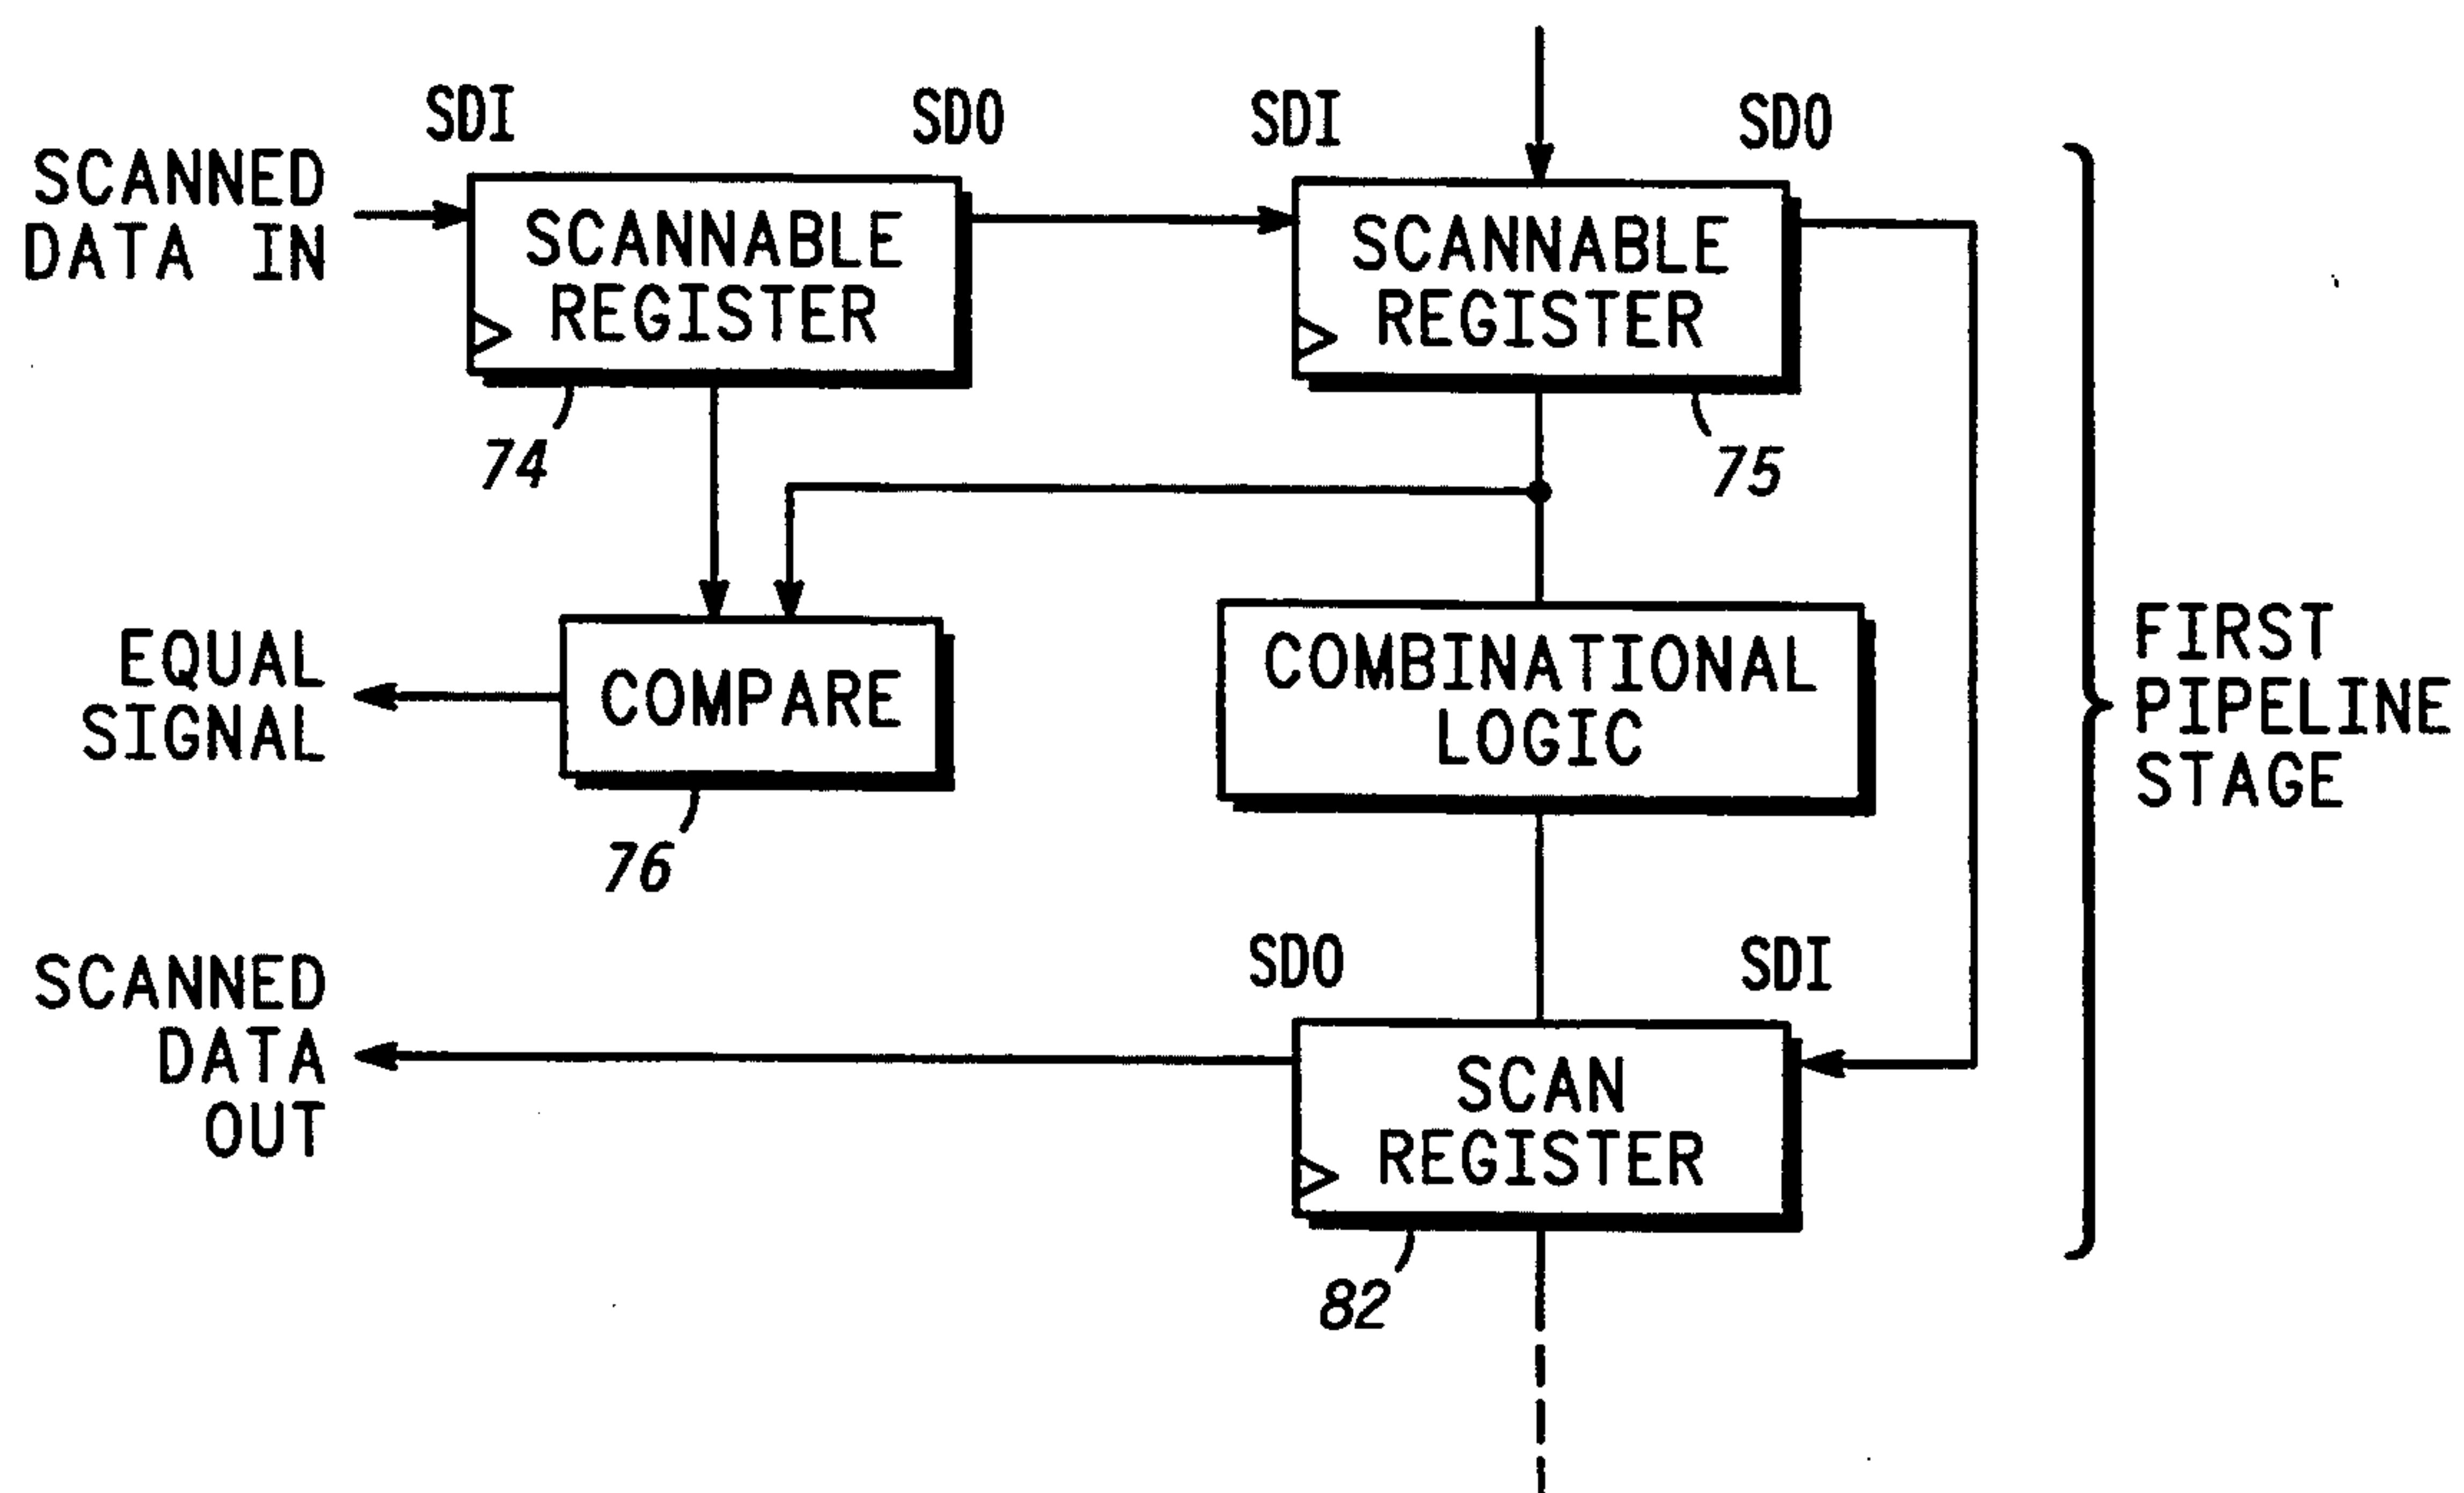 SDI
SDO
SDI
SDO
SCANNED
DATA IN
SCANNABLE
REGISTER
SCANNABLE
REGISTER
74
75
EQUAL
SIGNAL
COMPARE
COMBINATIONAL
LOGIC
FIRST
PIPELINE
STAGE
76
SDO
SDI
SCANNED
DATA
OUT
SCAN
REGISTER
82